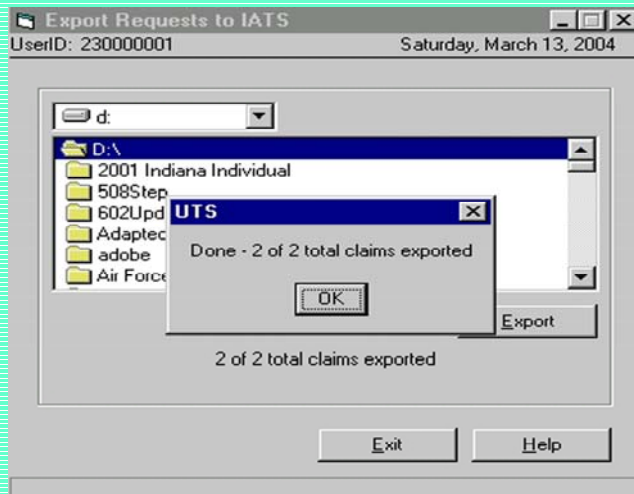 Export Requests to IATS
UserID: 230000001 Saturday, March 13, 2004
d:
D:\
2001 Indiana Individual
508Step
602Upd
Adaptec
adobe
Air Force
UTS
Done - 2 of 2 total claims exported
OK
Export
2 of 2 total claims exported
Exit Help